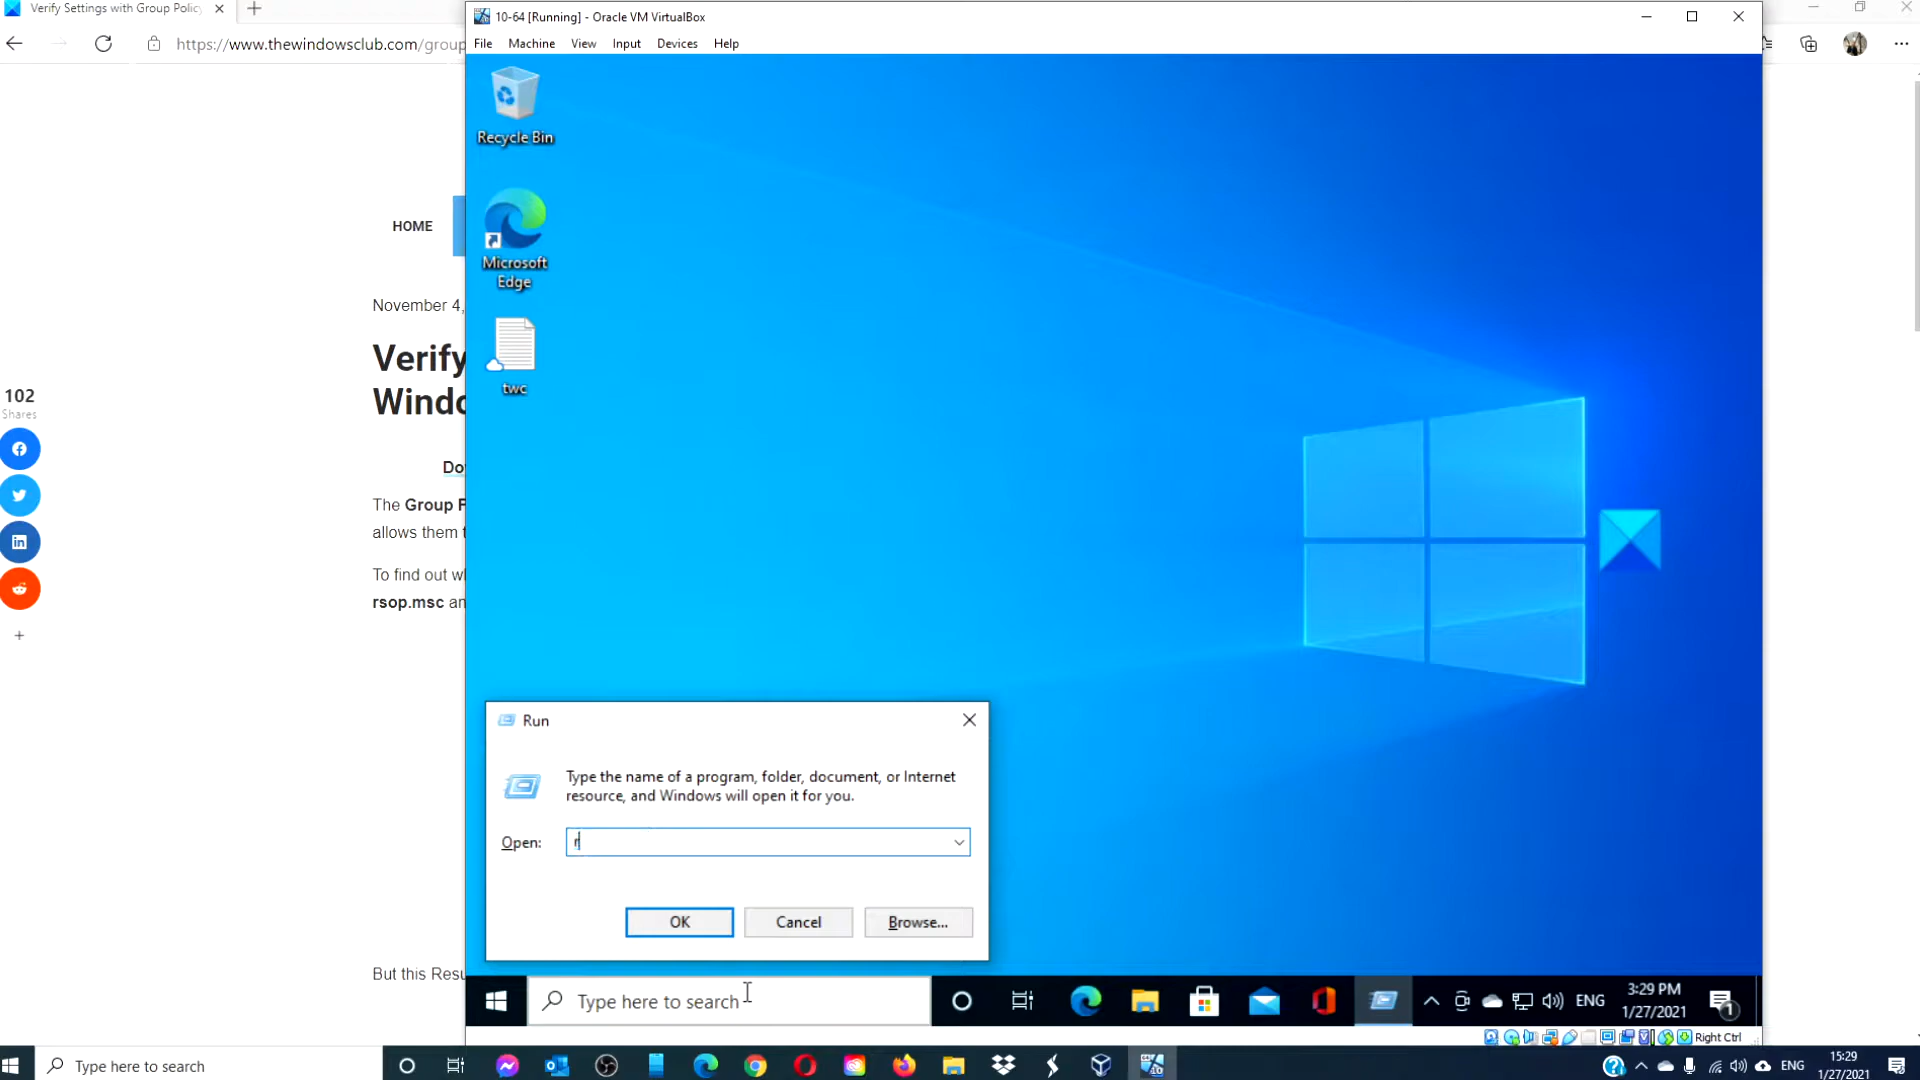 Verify Settings with Group Policy
https://www.thewindowsclub.com/group
10-64 [Running] - Oracle VM VirtualBox
File Machine View Input Devices Help
Recycle Bin
Microsoft
Edge
twc
HOME
November 4,
Verify
Windo
102
Shares
Dow
The Group P
allows them t
To find out wh
rsop.msc an
But this Resu
Run
Type the name of a program, folder, document, or Internet
resource, and Windows will open it for you.
Open: r
OK Cancel Browse...
Type here to search
ENG
3:29 PM
1/27/2021
1
Right Ctrl
Type here to search
ENG
15:29
1/27/2021